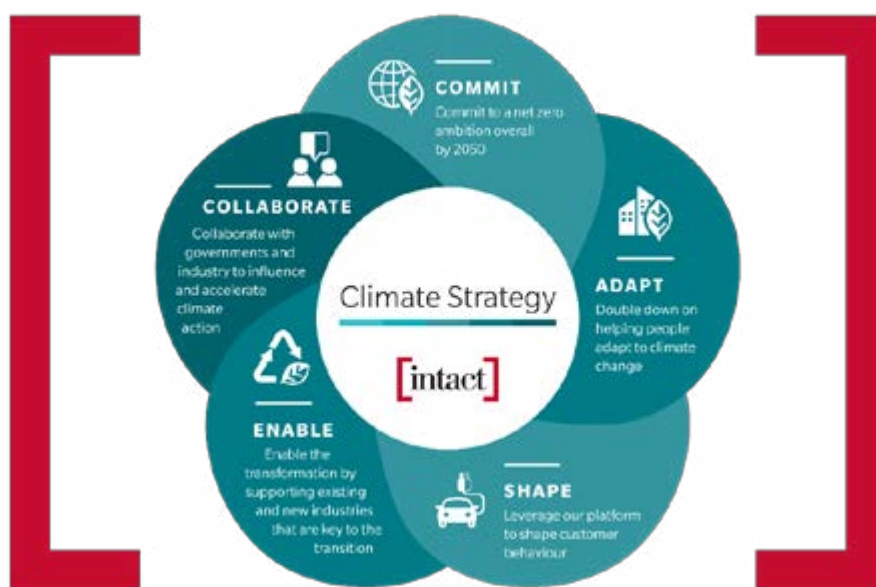 COMMIT
Commit to a net zero
ambition overall
by 2050
ADAPT
Double down on
helping people
adapt to climate
change
SHAPE
Leverage our platform
to shape customer
behaviour
ENABLE
Enable the
transformation by
supporting existing
and new industries
that are key to the
transition
COLLABORATE
Collaborate with
governments and
industry to influence
and accelerate
climate
action
Climate Strategy
[intact]